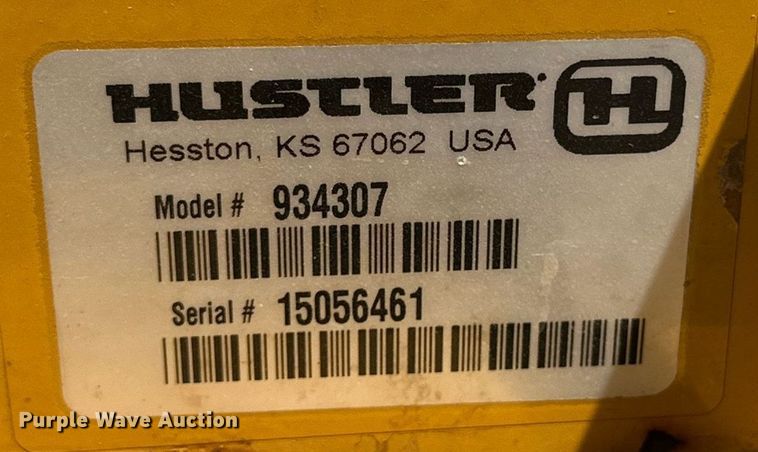 HUSTLER H
Hesston, KS 67062 USA
Model # 934307
Serial # 15056461
Purple Wave Auction